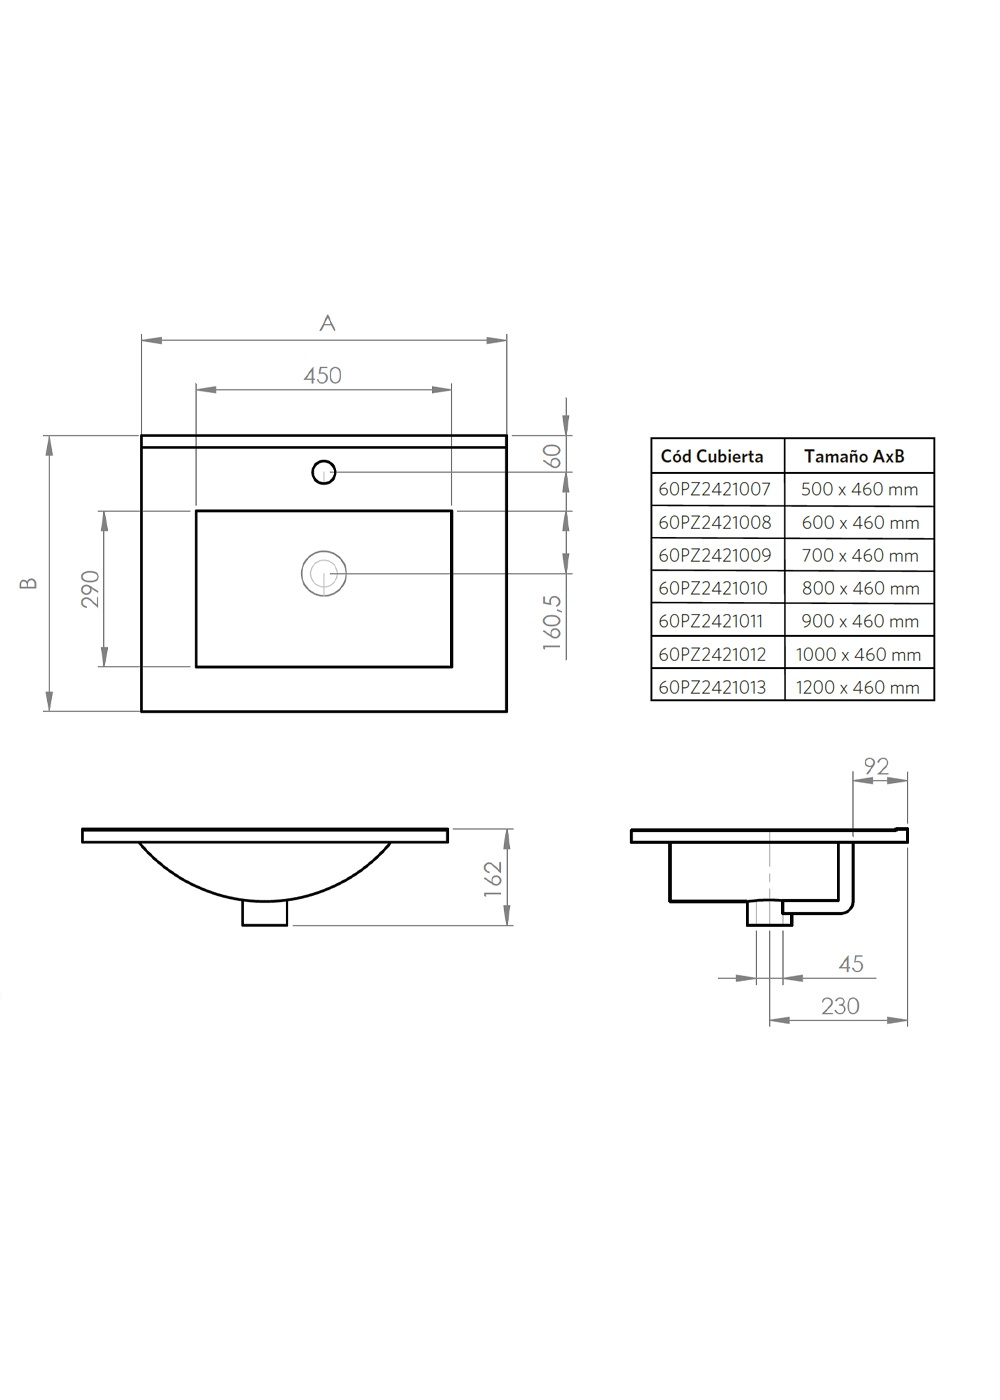 A
450
60
B
290
160,5
Cód Cubierta Tamaño AxB
60PZ2421007 500 x 460 mm
60PZ2421008 600 x 460 mm
60PZ2421009 700 x 460 mm
60PZ2421010 800 x 460 mm
60PZ2421011 900 x 460 mm
60PZ2421012 1000 x 460 mm
60PZ2421013 1200 x 460 mm
92
162
45
230